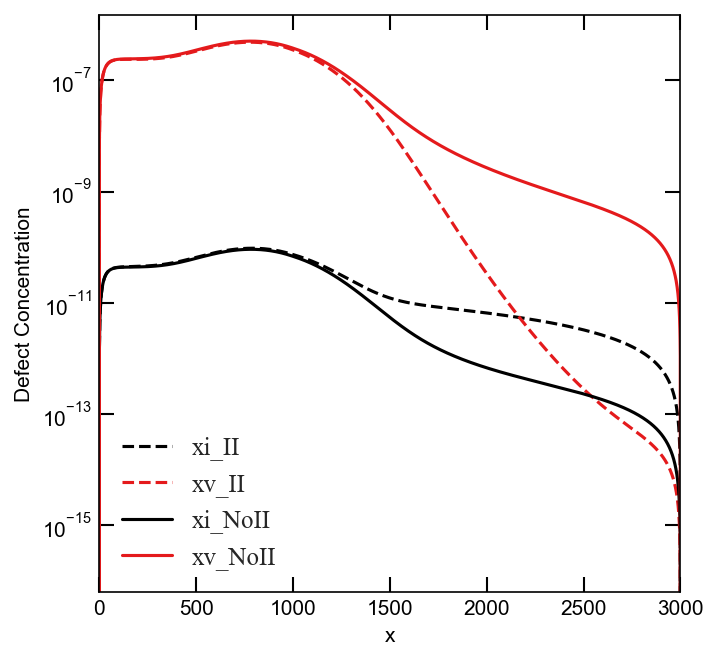 Defect Concentration
10⁻⁷
10⁻⁹
10⁻¹¹
10⁻¹³
10⁻¹⁵
xi_II
xv_II
xi_NoII
xv_NoII
0 500 1000 1500 2000 2500 3000
x